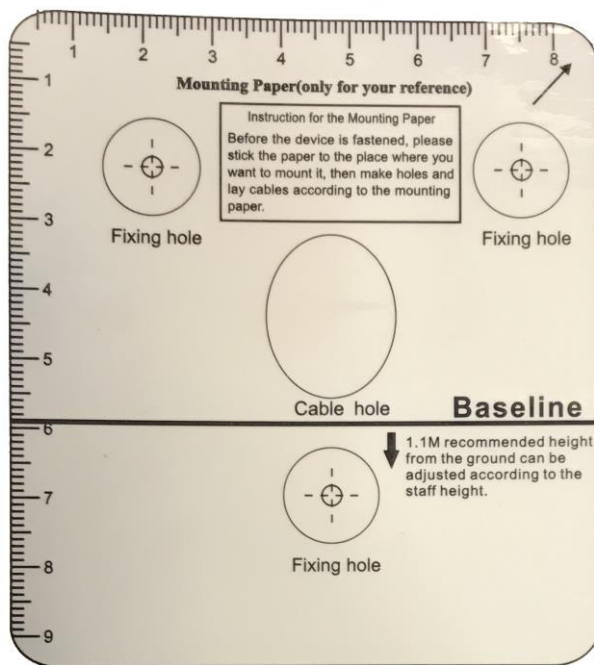 1 2 3 4 5 6 7 8
Mounting Paper(only for your reference)
Instruction for the Mounting Paper
Before the device is fastened, please
stick the paper to the place where you
want to mount it, then make holes and
lay cables according to the mounting
paper.
Fixing hole
Fixing hole
Cable hole
Baseline
1.1M recommended height
from the ground can be
adjusted according to the
staff height.
Fixing hole
1
2
3
4
5
6
7
8
9